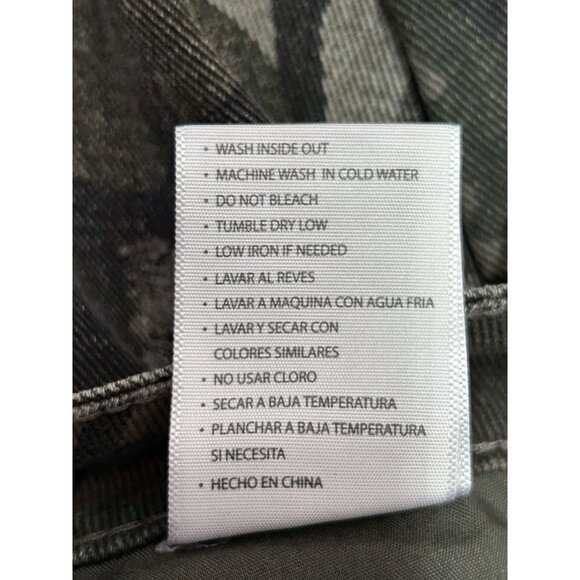 • WASH INSIDE OUT
• MACHINE WASH IN COLD WATER
• DO NOT BLEACH
• TUMBLE DRY LOW
• LOW IRON IF NEEDED
• LAVAR AL REVES
• LAVAR A MAQUINA CON AGUA FRIA
• LAVAR Y SECAR CON
COLORES SIMILARES
• NO USAR CLORO
• SECAR A BAJA TEMPERATURA
• PLANCHAR A BAJA TEMPERATURA
SI NECESITA
• HECHO EN CHINA